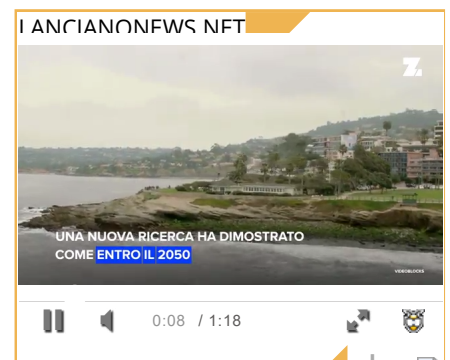 LANCIANONEWS.NET
Z.
UNA NUOVA RICERCA HA DIMOSTRATO
COME ENTRO IL 2050
VIDEOBLOCKS
0:08 / 1:18